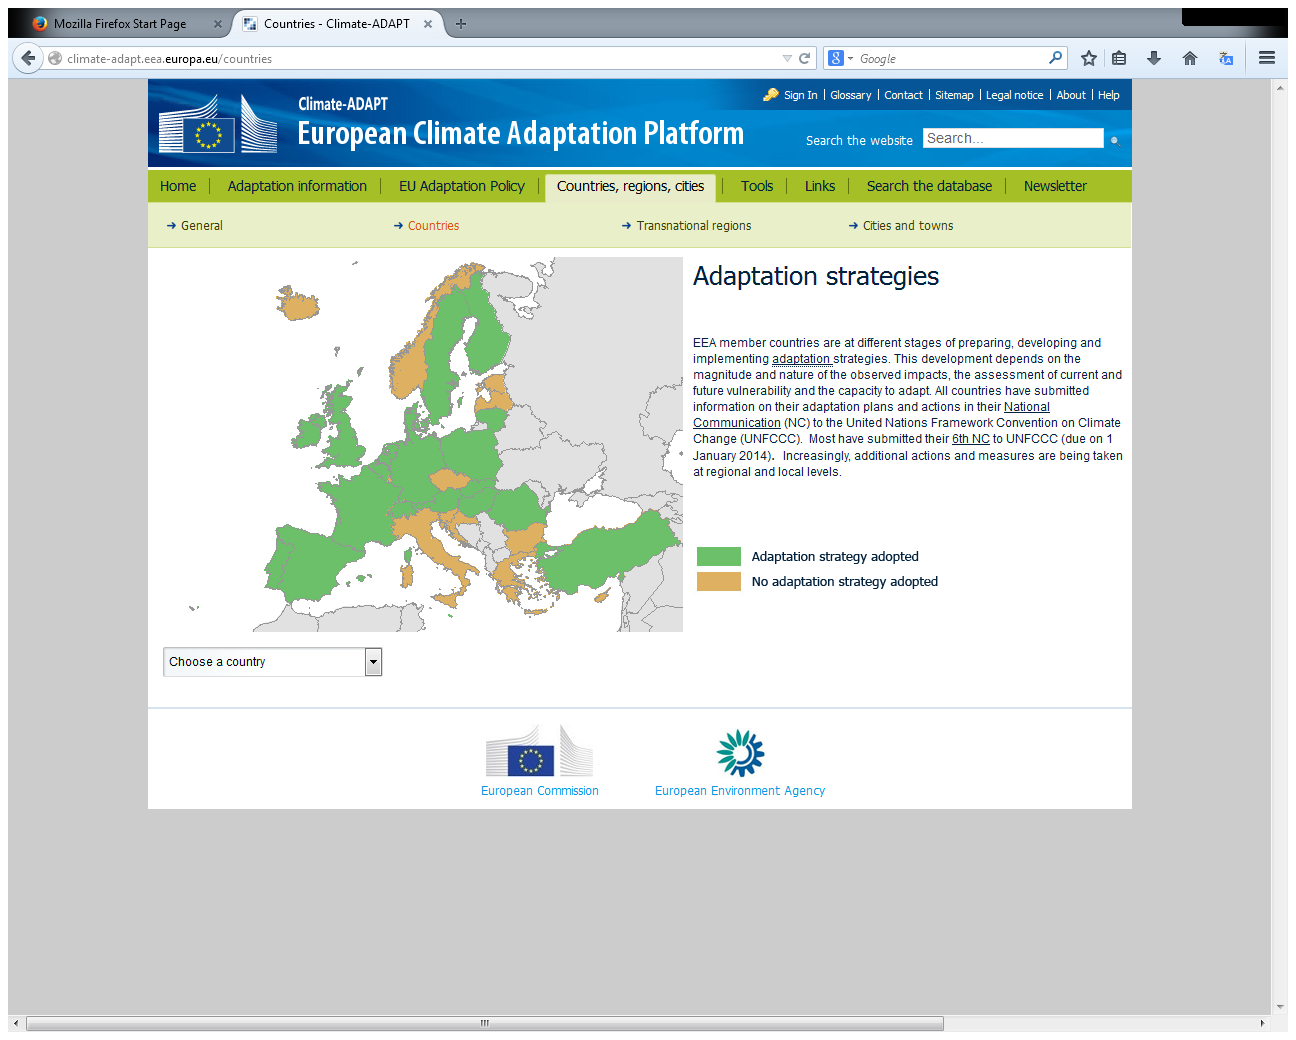 Mozilla Firefox Start Page
Countries - Climate-ADAPT
climate-adapt.eea.europa.eu/countries
Google
Climate-ADAPT
European Climate Adaptation Platform
Sign In | Glossary | Contact | Sitemap | Legal notice | About | Help
Search the website
Search...
Home | Adaptation information | EU Adaptation Policy | Countries, regions, cities | Tools | Links | Search the database | Newsletter
General
Countries
Transnational regions
Cities and towns
Adaptation strategies
EEA member countries are at different stages of preparing, developing and
implementing adaptation strategies. This development depends on the
magnitude and nature of the observed impacts, the assessment of current and
future vulnerability and the capacity to adapt. All countries have submitted
information on their adaptation plans and actions in their National
Communication (NC) to the United Nations Framework Convention on Climate
Change (UNFCCC). Most have submitted their 6th NC to UNFCCC (due on 1
January 2014). Increasingly, additional actions and measures are being taken
at regional and local levels.
Adaptation strategy adopted
No adaptation strategy adopted
Choose a country
European Commission
European Environment Agency